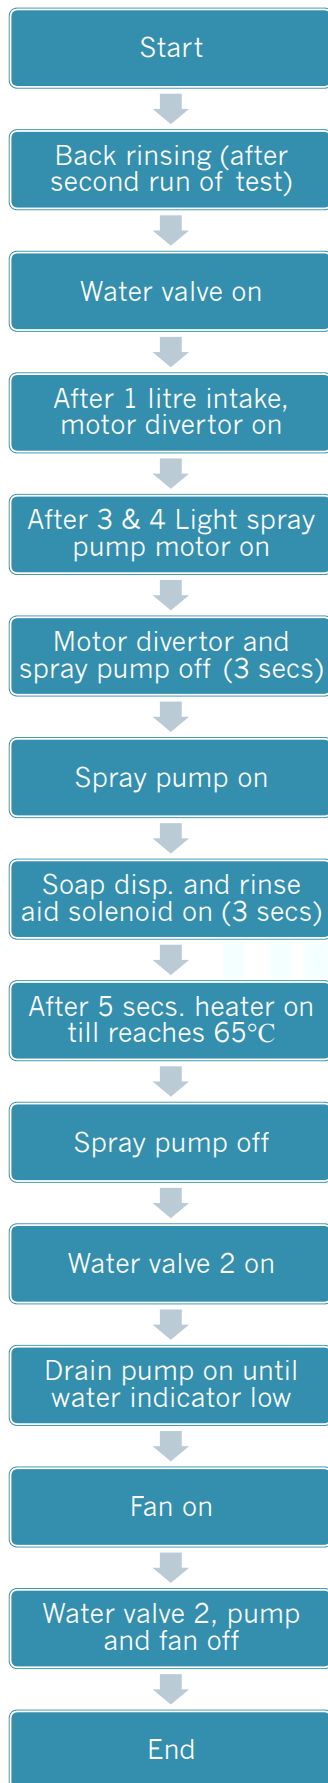 Start
Back rinsing (after
second run of test)
Water valve on
After 1 litre intake,
motor divertor on
After 3 & 4 Light spray
pump motor on
Motor divertor and
spray pump off (3 secs)
Spray pump on
Soap disp. and rinse
aid solenoid on (3 secs)
After 5 secs. heater on
till reaches 65°C
Spray pump off
Water valve 2 on
Drain pump on until
water indicator low
Fan on
Water valve 2, pump
and fan off
End